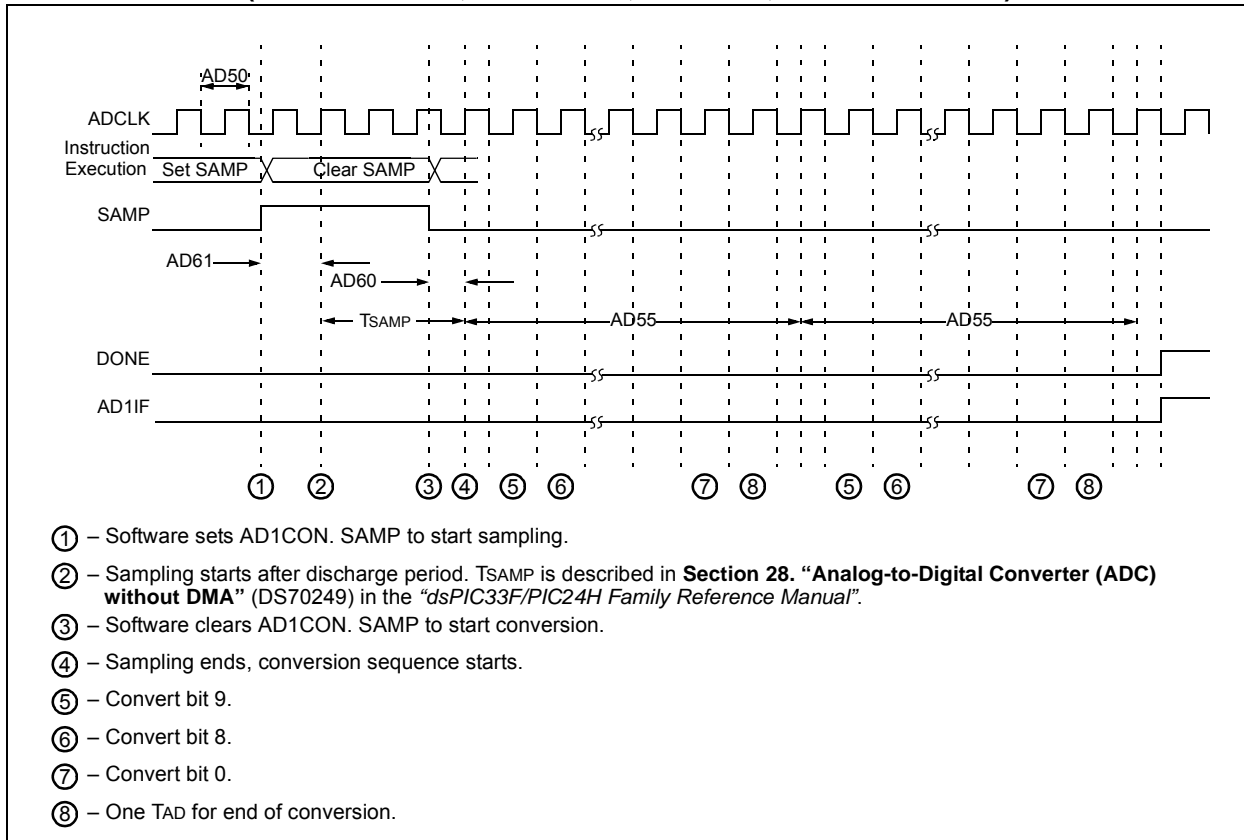 AD50
ADCLK
Instruction
Execution Set SAMP Clear SAMP
SAMP
AD61
AD60
TSAMP AD55 AD55
DONE
AD1IF
1 2 3 4 5 6 7 8 5 6 7 8
1 – Software sets AD1CON. SAMP to start sampling.
2 – Sampling starts after discharge period. TSAMP is described in Section 28. “Analog-to-Digital Converter (ADC)
without DMA” (DS70249) in the “dsPIC33F/PIC24H Family Reference Manual”.
3 – Software clears AD1CON. SAMP to start conversion.
4 – Sampling ends, conversion sequence starts.
5 – Convert bit 9.
6 – Convert bit 8.
7 – Convert bit 0.
8 – One TAD for end of conversion.